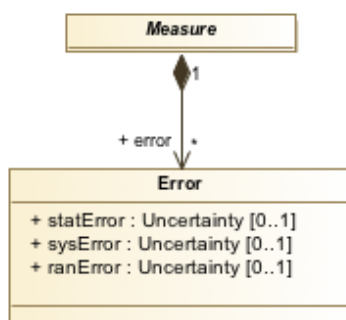 Measure
1
+ error
*
Error
+ statError : Uncertainty [0..1]
+ sysError : Uncertainty [0..1]
+ ranError : Uncertainty [0..1]